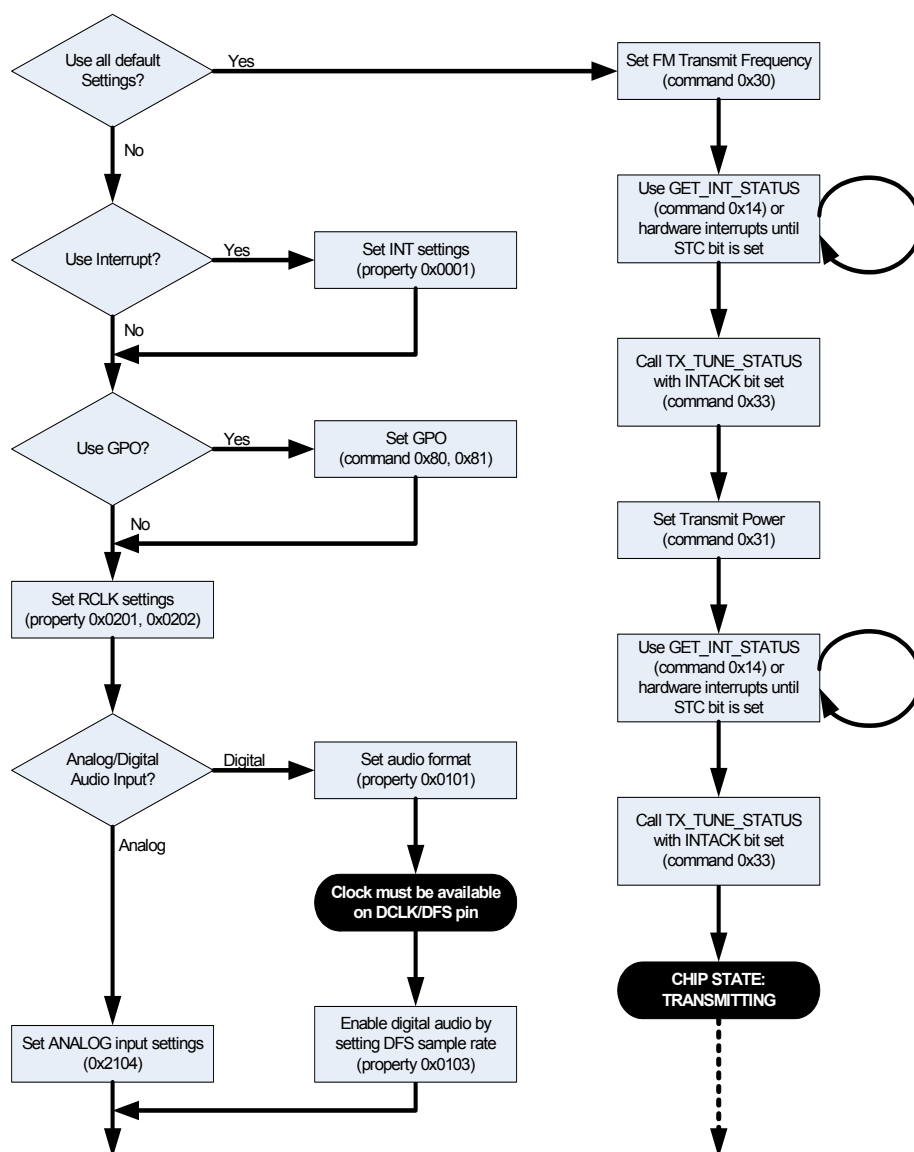 Use all default
Settings?
Yes
No
Use Interrupt?
Yes
Set INT settings
(property 0x0001)
No
Use GPO?
Yes
Set GPO
(command 0x80, 0x81)
No
Set RCLK settings
(property 0x0201, 0x0202)
Analog/Digital
Audio Input?
Digital
Set audio format
(property 0x0101)
Analog
Clock must be available
on DCLK/DFS pin
Set ANALOG input settings
(0x2104)
Enable digital audio by
setting DFS sample rate
(property 0x0103)
Set FM Transmit Frequency
(command 0x30)
Use GET_INT_STATUS
(command 0x14) or
hardware interrupts until
STC bit is set
Call TX_TUNE_STATUS
with INTACK bit set
(command 0x33)
Set Transmit Power
(command 0x31)
Use GET_INT_STATUS
(command 0x14) or
hardware interrupts until
STC bit is set
Call TX_TUNE_STATUS
with INTACK bit set
(command 0x33)
CHIP STATE:
TRANSMITTING